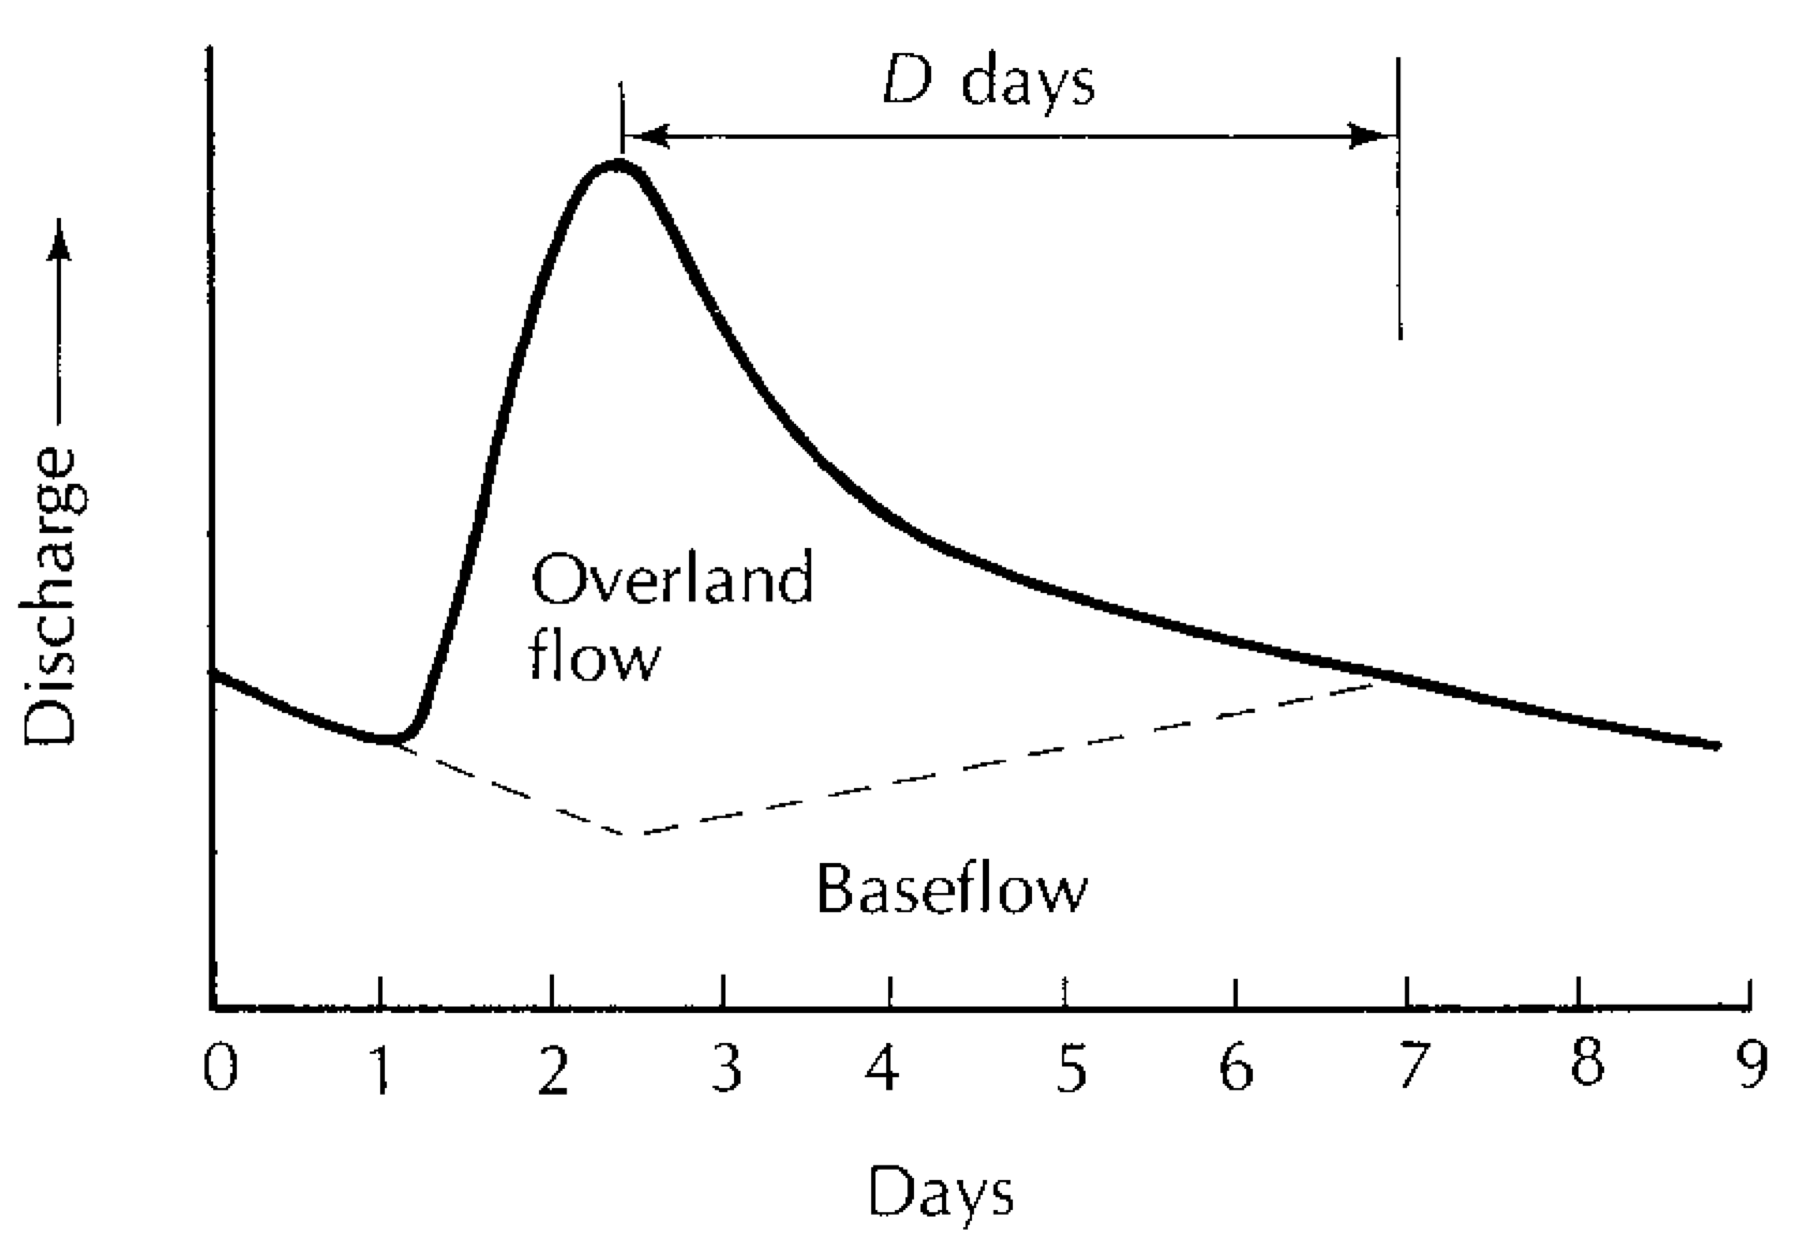 D days
Discharge
Overland
flow
Baseflow
0 1 2 3 4 5 6 7 8 9
Days